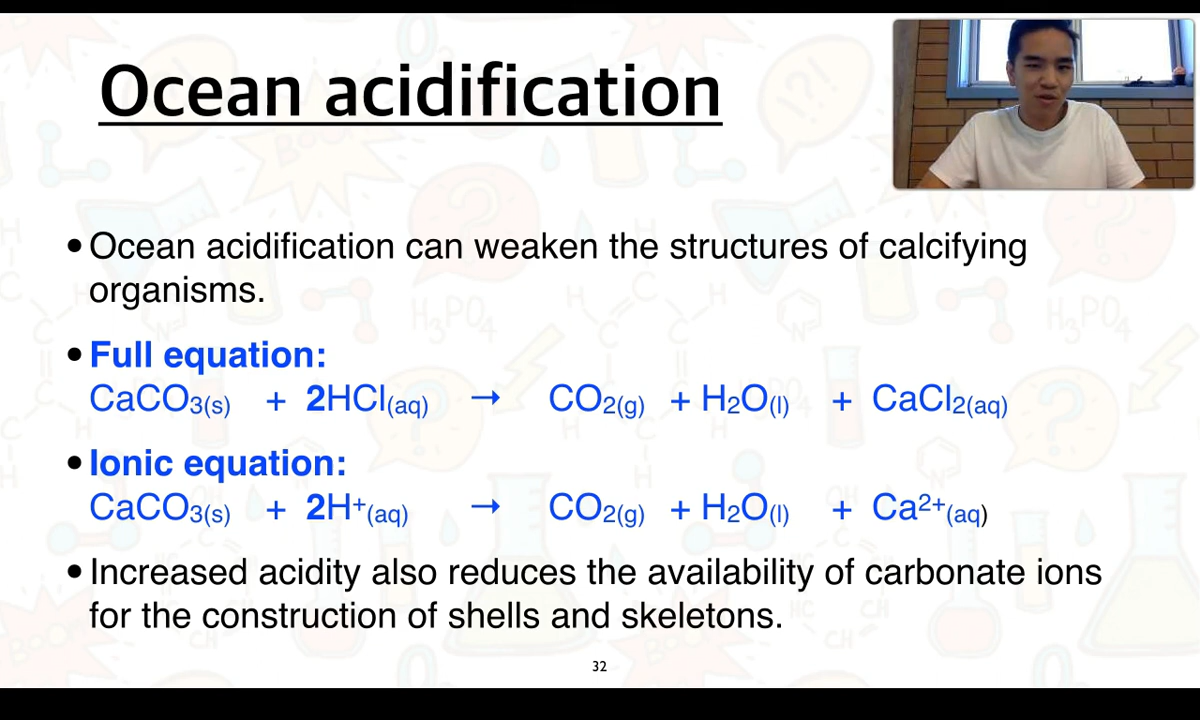 Ocean acidification
• Ocean acidification can weaken the structures of calcifying
organisms.
• Full equation:
CaCO₃(s) + 2HCl(aq) → CO₂(g) + H₂O(l) + CaCl₂(aq)
• Ionic equation:
CaCO₃(s) + 2H⁺(aq) → CO₂(g) + H₂O(l) + Ca²⁺(aq)
• Increased acidity also reduces the availability of carbonate ions
for the construction of shells and skeletons.
32